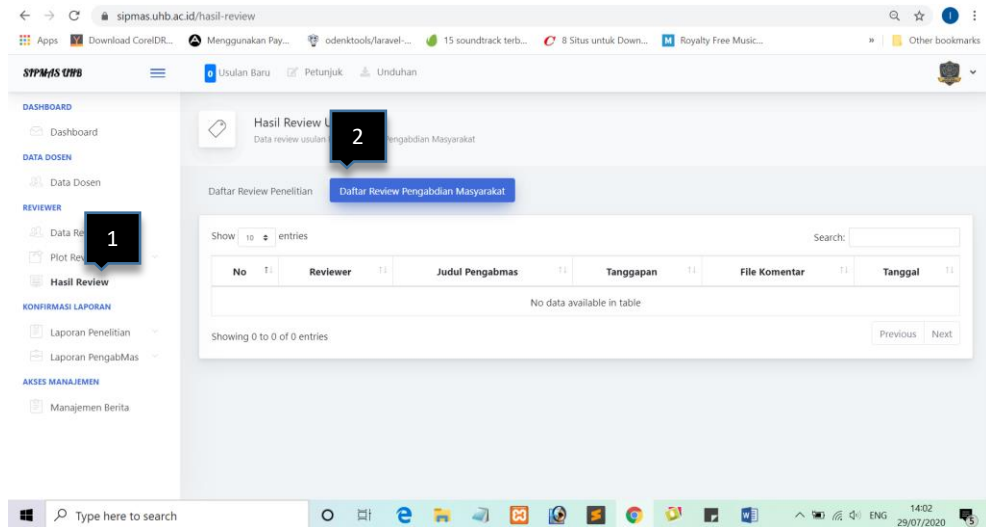 sipmas.uhb.ac.id/hasil-review
Apps Download CorelDR... Menggunakan Pay... odenktools/laravel-... 15 soundtrack terb... 8 Situs untuk Down... Royalty Free Music... » Other bookmarks
SIPMAS UHB
0 Usulan Baru Petunjuk Unduhan
DASHBOARD
Dashboard
DATA DOSEN
Data Dosen
REVIEWER
Data Re
Plot Rev
Hasil Review
KONFIRMASI LAPORAN
Laporan Penelitian
Laporan PengabMas
AKSES MANAJEMEN
Manajemen Berita
1
Hasil Review U
Data review usulan Pengabdian Masyarakat
2
Daftar Review Penelitian Daftar Review Pengabdian Masyarakat
Show 10 entries Search:
No Reviewer Judul Pengabmas Tanggapan File Komentar Tanggal
No data available in table
Showing 0 to 0 of 0 entries Previous Next
Type here to search ENG 14:02
29/07/2020 5